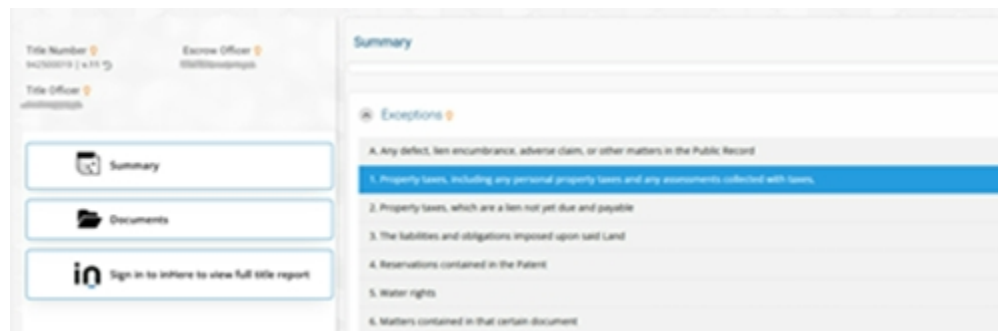 Title Number
Escrow Officer
Title Officer
Summary
Documents
Sign in to inHere to view full title report
Summary
Exceptions
A. Any defect, lien encumbrance, adverse claim, or other matters in the Public Record
1. Property taxes, including any personal property taxes and any assessments collected with taxes,
2. Property taxes, which are a lien not yet due and payable
3. The liabilities and obligations imposed upon said Land
4. Reservations contained in the Patent
5. Water rights
6. Matters contained in that certain document